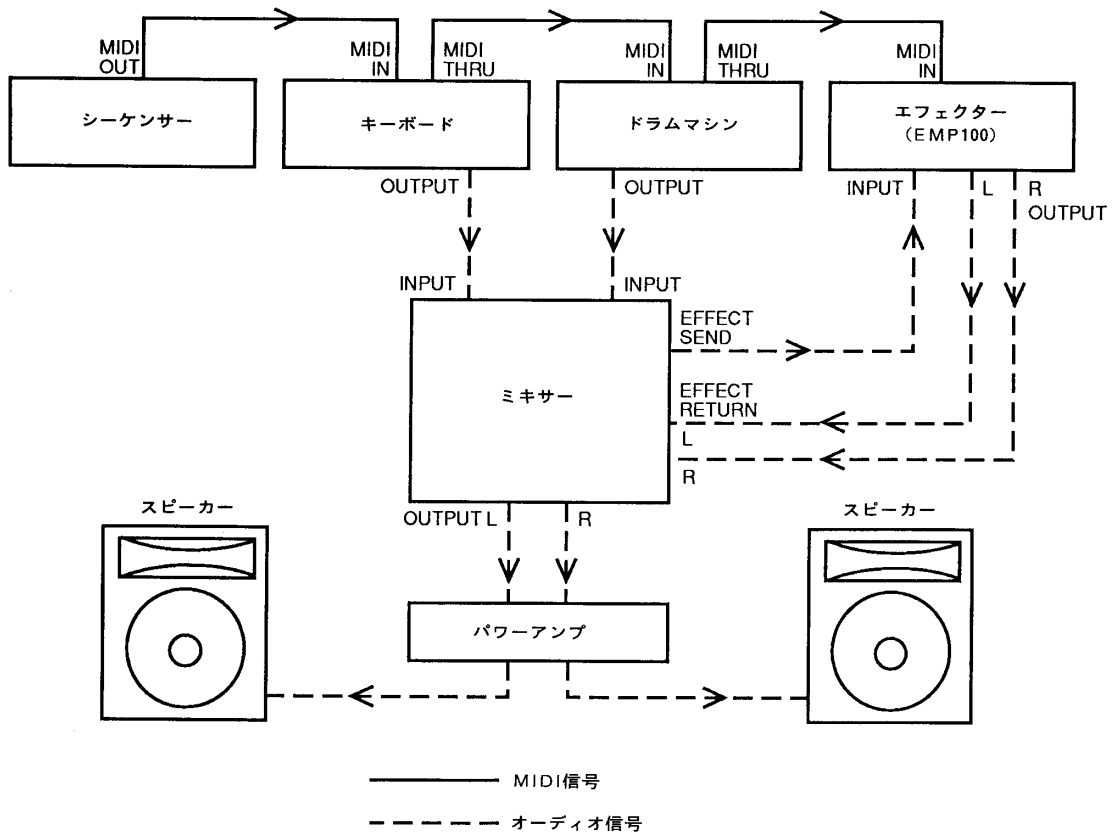 MIDI
OUT
MIDI
IN
MIDI
THRU
MIDI
IN
MIDI
THRU
MIDI
IN
シーケンサー
キーボード
ドラムマシン
エフェクター
(EMP100)
OUTPUT
OUTPUT
INPUT
L
R
OUTPUT
INPUT
INPUT
EFFECT
SEND
ミキサー
EFFECT
RETURN
L
R
スピーカー
OUTPUT L
R
スピーカー
パワーアンプ
MIDI信号
オーディオ信号